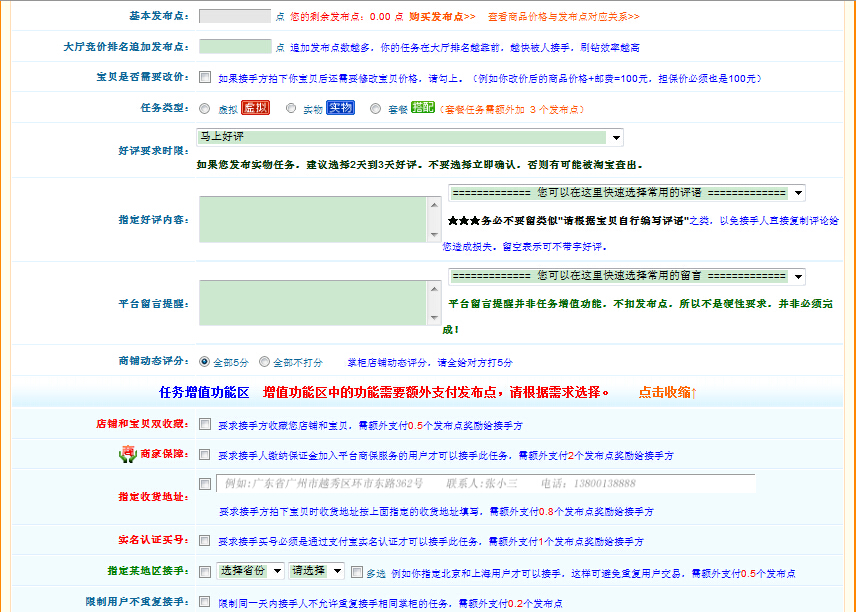 基本发布点： 点 您的剩余发布点：0.00 点 购买发布点>> 查看商品价格与发布点对应关系>>
大厅竞价排名追加发布点： 点 追加发布点数越多，你的任务在大厅排名越靠前，越快被人接手，刷钻效率越高
宝贝是否需要改价： 如果接手方拍下你宝贝后还需要修改宝贝价格，请勾上。（例如你改价后的商品价格+邮费=100元，担保价必须也是100元）
任务类型： 虚拟 虚拟 实物 实物 套餐 搭配 (套餐任务需额外加 3 个发布点)
马上好评
好评要求时限：
如果您发布实物任务，建议选择2天到3天好评。不要选择立即确认，否则有可能被淘宝查出。
============= 您可以在这里快速选择常用的评语 =============
指定好评内容： ★★★务必不要留类似"请根据宝贝自行编写评语"之类，以免接手人直接复制评论给
您造成损失。留空表示可不带字好评。
============= 您可以在这里快速选择常用的留言 =============
平台留言提醒： 平台留言提醒并非任务增值功能，不扣发布点，所以不是硬性要求，并非必须完
成！
商铺动态评分： 全部5分 全部不打分 掌柜店铺动态评分，请全给对方打5分
任务增值功能区 增值功能区中的功能需要额外支付发布点，请根据需求选择。 点击收缩↑
店铺和宝贝双收藏： 要求接手方收藏您店铺和宝贝，需额外支付0.5个发布点奖励给接手方
商家保障： 要求接手人缴纳保证金加入平台商保服务的用户才可以接手此任务，需额外支付2个发布点奖励给接手方
例如:广东省广州市越秀区环市东路362号 联系人:张小三 电话：13800138888
指定收货地址：
要求接手方拍下宝贝时收货地址按上面指定的收货地址填写，需额外支付0.8个发布点奖励给接手方
实名认证买号： 要求接手买号必须是通过支付宝实名认证才可以接手此任务，需额外支付1个发布点奖励给接手方
指定某地区接手： 选择省份 请选择 多选 例如你指定北京和上海用户才可以接手，这样可避免重复用户交易，需额外支付0.5个发布点
限制用户不重复接手： 限制同一天内接手人不允许重复接手相同掌柜的任务，需额外支付0.2个发布点